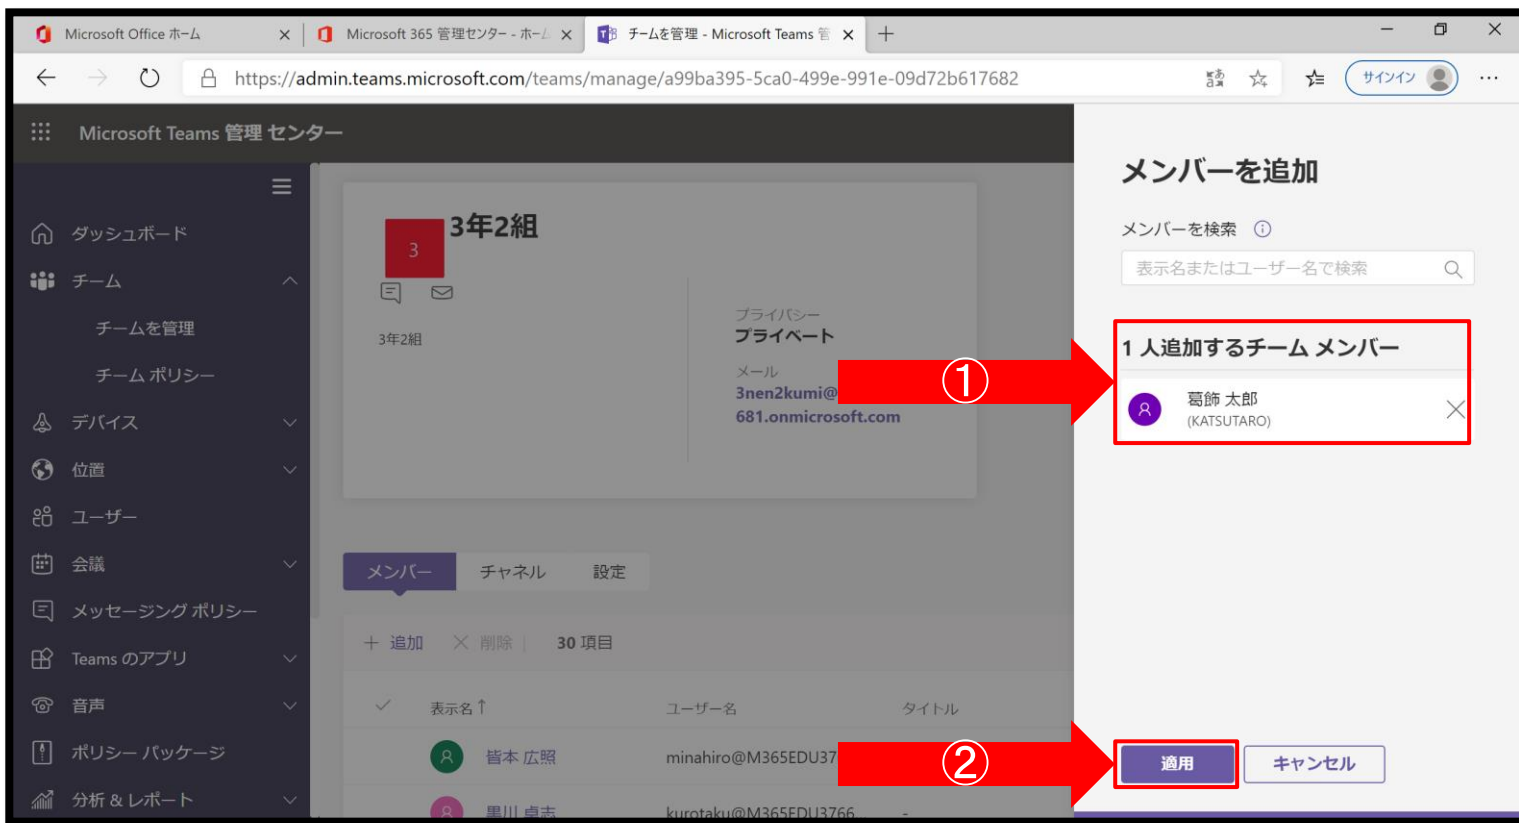 Microsoft Office ホーム
Microsoft 365 管理センター - ホーム
チームを管理 - Microsoft Teams 管
https://admin.teams.microsoft.com/teams/manage/a99ba395-5ca0-499e-991e-09d72b617682
サインイン
Microsoft Teams 管理 センター
ダッシュボード
チーム
チームを管理
チーム ポリシー
デバイス
位置
ユーザー
会議
メッセージング ポリシー
Teams のアプリ
音声
ポリシー パッケージ
分析 & レポート
3
3年2組
3年2組
プライバシー
プライベート
メール
3nen2kumi@
681.onmicrosoft.com
メンバー
チャネル
設定
+ 追加
× 削除
30 項目
表示名↑
ユーザー名
タイトル
皆本 広照
minahiro@M365EDU37
黒川 卓志
kurotaku@M365EDU3766
-
メンバーを追加
メンバーを検索
表示名またはユーザー名で検索
①
1 人追加するチーム メンバー
葛飾 太郎
(KATSUTARO)
②
適用
キャンセル